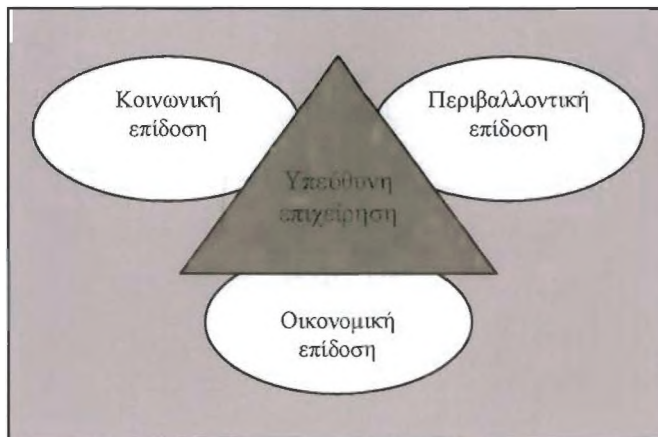 Κοινωνική
επίδοση
Περιβαλλοντική
επίδοση
Υπεύθυνη
επιχείρηση
Οικονομική
επίδοση